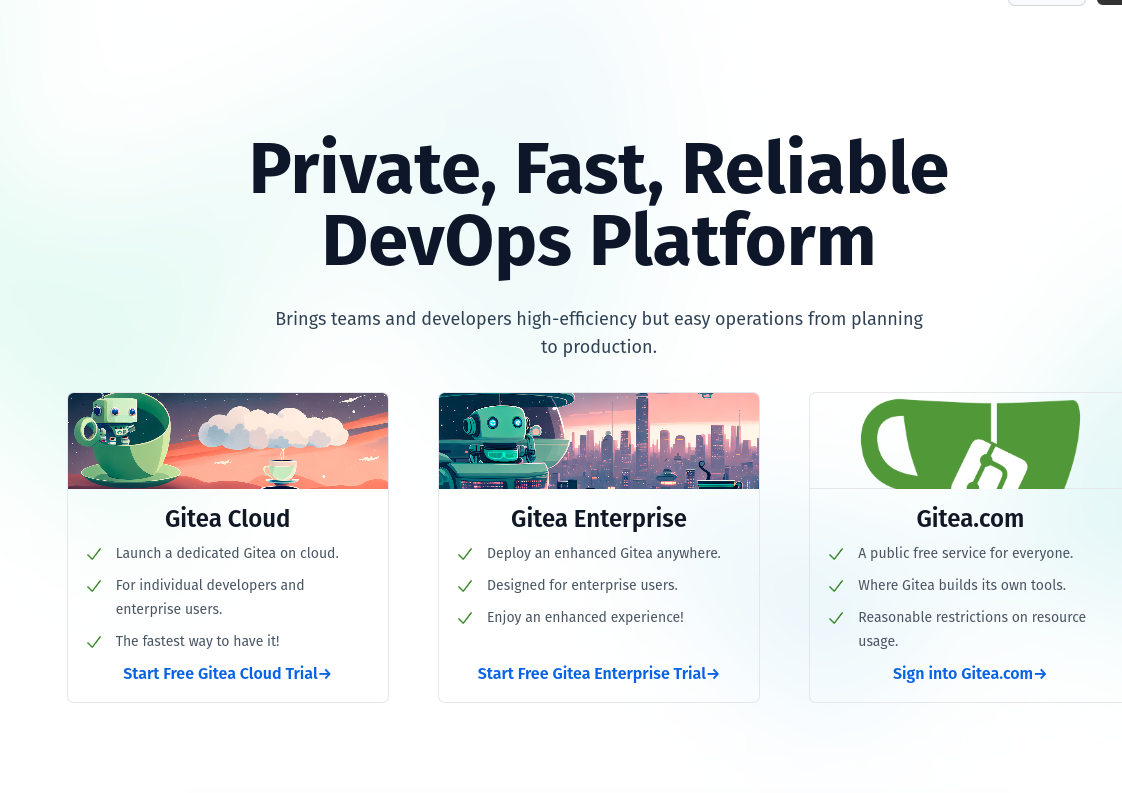 Private, Fast, Reliable
DevOps Platform
Brings teams and developers high-efficiency but easy operations from planning
to production.
Gitea Cloud
Launch a dedicated Gitea on cloud.
For individual developers and
enterprise users.
The fastest way to have it!
Start Free Gitea Cloud Trial→
Gitea Enterprise
Deploy an enhanced Gitea anywhere.
Designed for enterprise users.
Enjoy an enhanced experience!
Start Free Gitea Enterprise Trial→
Gitea.com
A public free service for everyone.
Where Gitea builds its own tools.
Reasonable restrictions on resource
usage.
Sign into Gitea.com→